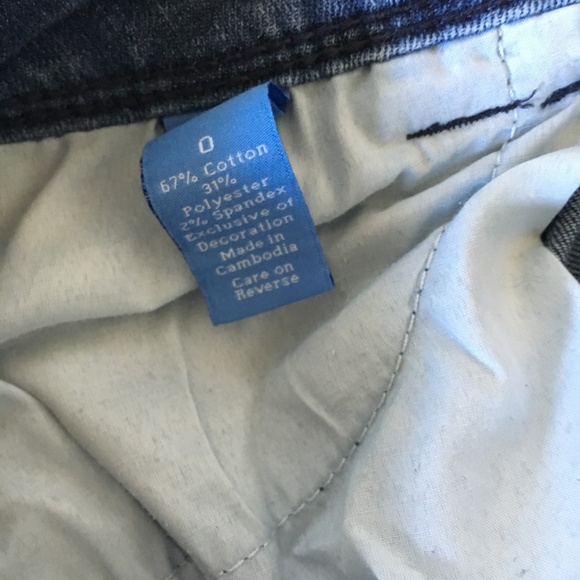 0
67% Cotton
31%
Polyester
2% Spandex
Exclusive of
Decoration
Made in
Cambodia
Care on
Reverse